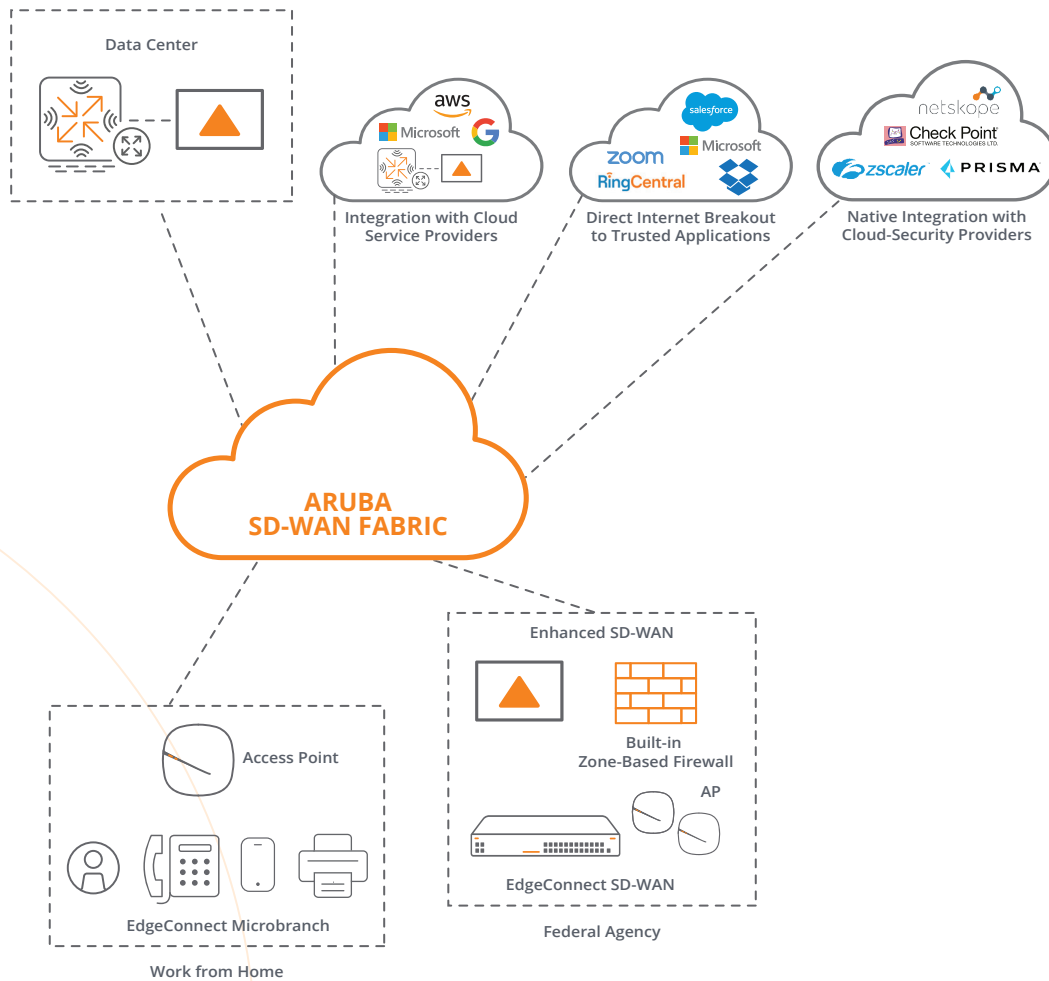 Data Center
aws
Microsoft
G
Integration with Cloud
Service Providers
salesforce
Microsoft
zoom
RingCentral
Direct Internet Breakout
to Trusted Applications
netskope
Check Point
SOFTWARE TECHNOLOGIES LTD.
zscaler
PRISMA
Native Integration with
Cloud-Security Providers
ARUBA
SD-WAN FABRIC
Enhanced SD-WAN
Built-in
Zone-Based Firewall
AP
EdgeConnect SD-WAN
Federal Agency
Access Point
EdgeConnect Microbranch
Work from Home